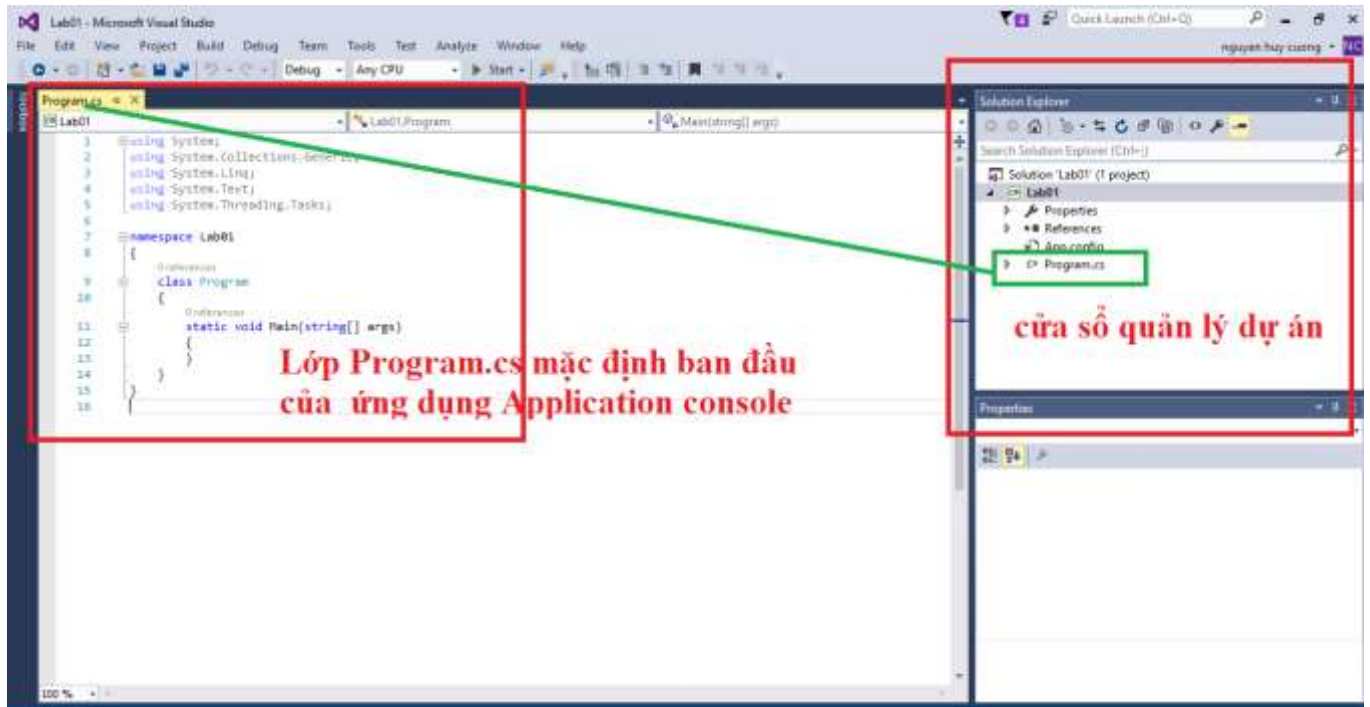 Lab01 - Microsoft Visual Studio
Quick Launch (Ctrl+Q)
File Edit View Project Build Debug Team Tools Test Analyze Window Help
nguyen huy cuong
NC
Debug Any CPU Start
Program.cs
Lab01
Lab01.Program
Main(string[] args)
1 using System;
2 using System.Collections.Generic;
3 using System.Linq;
4 using System.Text;
5 using System.Threading.Tasks;
6
7 namespace Lab01
8 {
0 references
9 class Program
10 {
0 references
11 static void Main(string[] args)
12 {
13 }
14 }
15 }
16
Lớp Program.cs mặc định ban đầu
của ứng dụng Application console
100 %
Solution Explorer
Search Solution Explorer (Ctrl+;)
Solution 'Lab01' (1 project)
Lab01
Properties
References
App.config
C# Program.cs
cửa sổ quản lý dự án
Properties